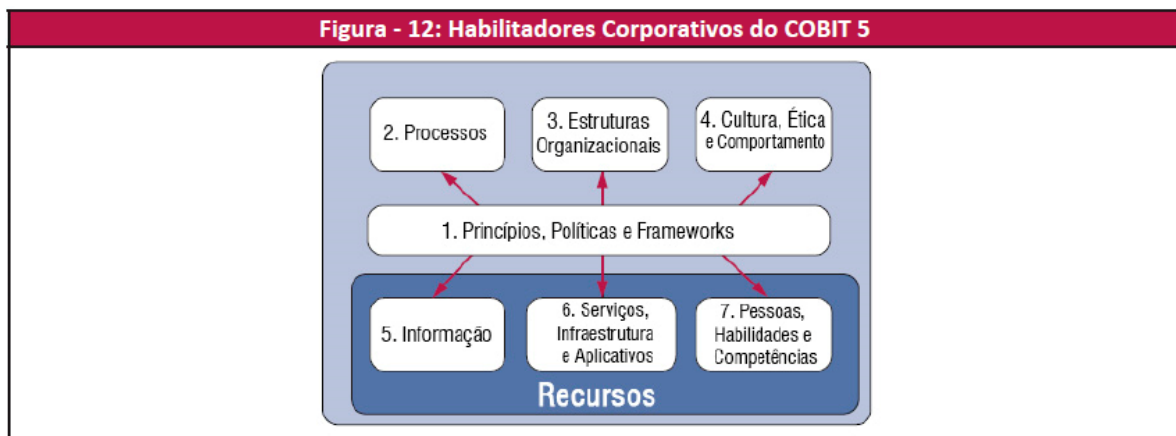 Figura - 12: Habilitadores Corporativos do COBIT 5
2. Processos
3. Estruturas
Organizacionais
4. Cultura, Ética
e Comportamento
1. Princípios, Políticas e Frameworks
5. Informação
6. Serviços,
Infraestrutura
e Aplicativos
7. Pessoas,
Habilidades e
Competências
Recursos